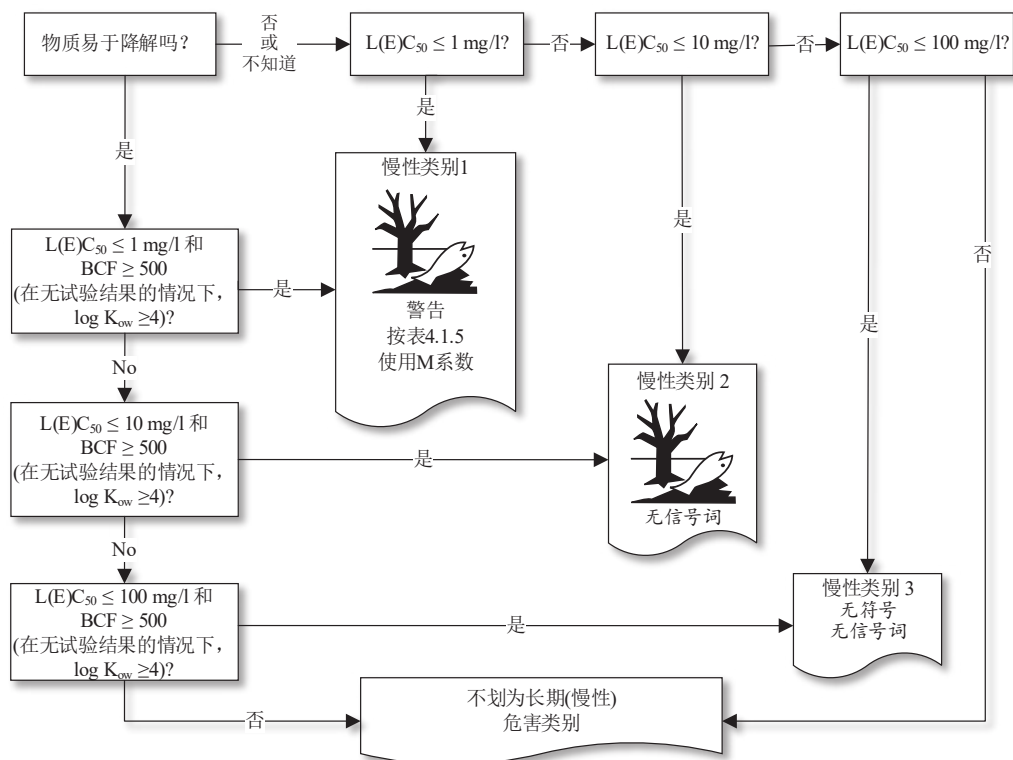 物质易于降解吗?
否
或
不知道
L(E)C₅₀ ≤ 1 mg/l?
否
L(E)C₅₀ ≤ 10 mg/l?
否
L(E)C₅₀ ≤ 100 mg/l?
是
是
是
是
否
慢性类别1
警告
按表4.1.5
使用M系数
L(E)C₅₀ ≤ 1 mg/l 和
BCF ≥ 500
(在无试验结果的情况下，
log Kₒw ≥4)?
是
No
慢性类别 2
无信号词
L(E)C₅₀ ≤ 10 mg/l 和
BCF ≥ 500
(在无试验结果的情况下，
log Kₒw ≥4)?
是
No
L(E)C₅₀ ≤ 100 mg/l 和
BCF ≥ 500
(在无试验结果的情况下，
log Kₒw ≥4)?
是
慢性类别 3
无符号
无信号词
否
不划为长期(慢性)
危害类别